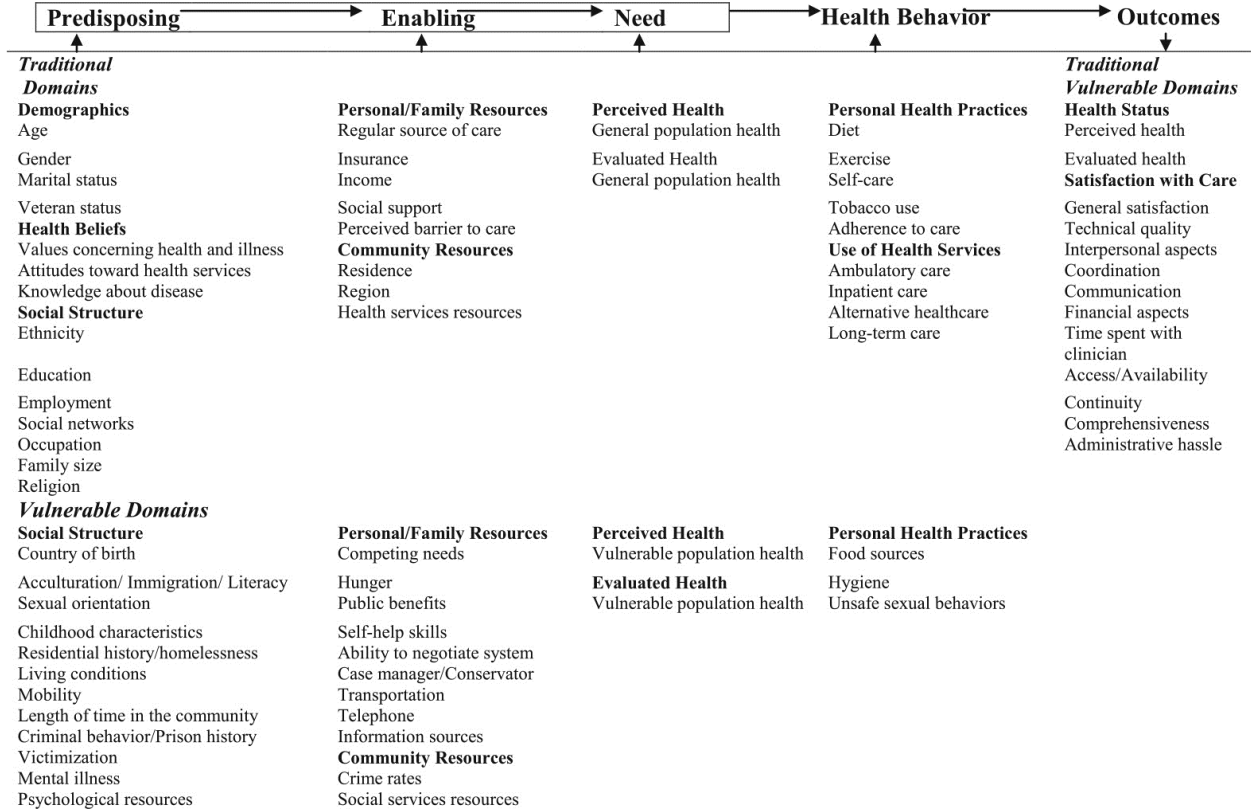 Predisposing Enabling Need Health Behavior Outcomes
Traditional
Domains
Demographics
Age
Gender
Marital status
Veteran status
Health Beliefs
Values concerning health and illness
Attitudes toward health services
Knowledge about disease
Social Structure
Ethnicity
Education
Employment
Social networks
Occupation
Family size
Religion
Personal/Family Resources
Regular source of care
Insurance
Income
Social support
Perceived barrier to care
Community Resources
Residence
Region
Health services resources
Perceived Health
General population health
Evaluated Health
General population health
Personal Health Practices
Diet
Exercise
Self-care
Tobacco use
Adherence to care
Use of Health Services
Ambulatory care
Inpatient care
Alternative healthcare
Long-term care
Traditional
Vulnerable Domains
Health Status
Perceived health
Evaluated health
Satisfaction with Care
General satisfaction
Technical quality
Interpersonal aspects
Coordination
Communication
Financial aspects
Time spent with
clinician
Access/Availability
Continuity
Comprehensiveness
Administrative hassle
Vulnerable Domains
Social Structure
Country of birth
Acculturation/ Immigration/ Literacy
Sexual orientation
Childhood characteristics
Residential history/homelessness
Living conditions
Mobility
Length of time in the community
Criminal behavior/Prison history
Victimization
Mental illness
Psychological resources
Personal/Family Resources
Competing needs
Hunger
Public benefits
Self-help skills
Ability to negotiate system
Case manager/Conservator
Transportation
Telephone
Information sources
Community Resources
Crime rates
Social services resources
Perceived Health
Vulnerable population health
Evaluated Health
Vulnerable population health
Personal Health Practices
Food sources
Hygiene
Unsafe sexual behaviors